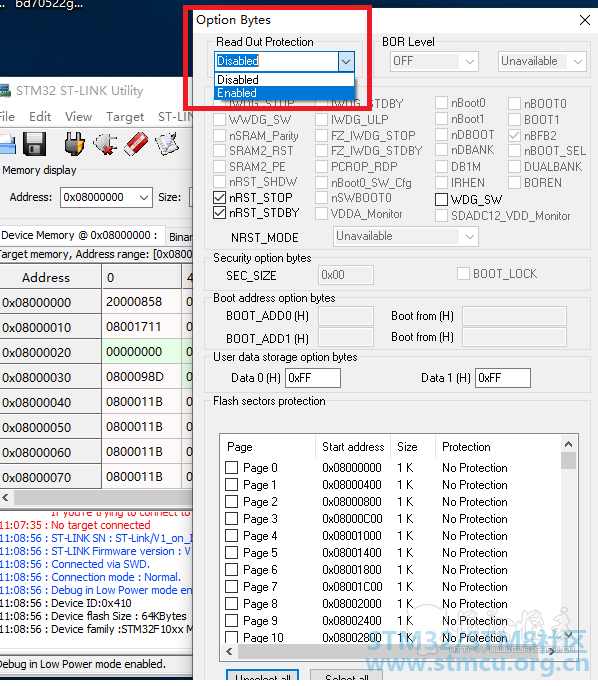 .. bd70522g...
Option Bytes
Read Out Protection
Disabled
Disabled
Enabled
BOR Level
OFF
Unavailable
STM32 ST-LINK Utility
File Edit View Target ST-LI
Memory display
Address: 0x08000000 Size:
Device Memory @ 0x08000000 : Binar
Target memory, Address range: [0x0800
Address 0 4
0x08000000 20000858 0
0x08000010 08001711 0
0x08000020 00000000 0
0x08000030 0800098D 0
0x08000040 0800011B 0
0x08000050 0800011B 0
0x08000060 0800011B 0
0x08000070 0800011B 0
If you're trying to connect to
11:07:35 : No target connected
11:08:56 : ST-LINK SN : ST-Link/V1_on_
11:08:56 : ST-LINK Firmware version : V
11:08:56 : Connected via SWD.
11:08:56 : Connection mode : Normal.
11:08:56 : Debug in Low Power mode en
11:08:56 : Device ID:0x410
11:08:56 : Device flash Size : 64KBytes
11:08:56 : Device family :STM32F10xx M
Debug in Low Power mode enabled.
IWDG_STOP IWDG_STDBY nBoot0 nBOOT0
WWDG_SW IWDG_ULP nBoot1 BOOT1
nSRAM_Parity FZ_IWDG_STOP nDBOOT nBFB2
SRAM2_RST FZ_IWDG_STDBY nDBANK nBOOT_SEL
SRAM2_PE PCROP_RDP DB1M DUALBANK
nRST_SHDW nBoot0_SW_Cfg IRHEN BOREN
nRST_STOP nSWBOOT0 WDG_SW
nRST_STDBY VDDA_Monitor SDADC12_VDD_Monitor
NRST_MODE Unavailable
Security option bytes
SEC_SIZE 0x00 BOOT_LOCK
Boot address option bytes
BOOT_ADD0 (H) Boot from (H)
BOOT_ADD1 (H) Boot from (H)
User data storage option bytes
Data 0 (H) 0xFF Data 1 (H) 0xFF
Flash sectors protection
Page Start address Size Protection
Page 0 0x08000000 1 K No Protection
Page 1 0x08000400 1 K No Protection
Page 2 0x08000800 1 K No Protection
Page 3 0x08000C00 1 K No Protection
Page 4 0x08001000 1 K No Protection
Page 5 0x08001400 1 K No Protection
Page 6 0x08001800 1 K No Protection
Page 7 0x08001C00 1 K No Protection
Page 8 0x08002000 1 K No Protection
Page 9 0x08002400 1 K No Protection
Page 10 0x08002800 1 K No Protection
Unselect all Select all
STM32/STM8社区
www.stmcu.org.cn